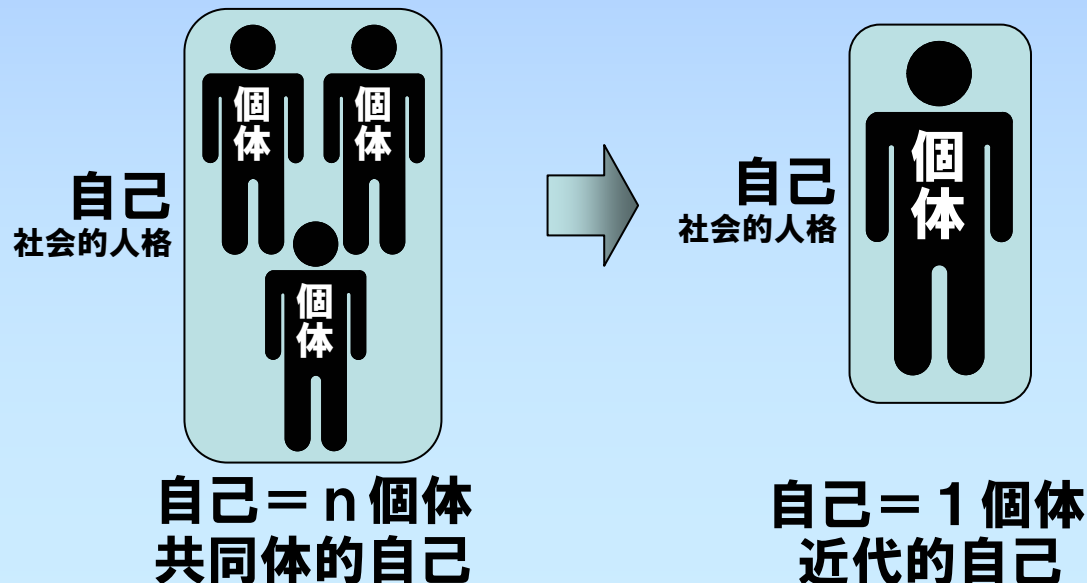 個体
個体
個体
自己
社会的人格
自己＝ｎ個体
共同体的自己
個体
自己
社会的人格
自己＝１個体
近代的自己